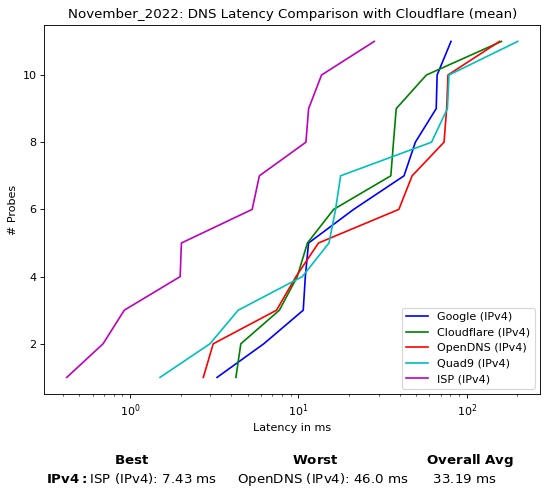 November_2022: DNS Latency Comparison with Cloudflare (mean)
# Probes
10
8
6
4
2
Google (IPv4)
Cloudflare (IPv4)
OpenDNS (IPv4)
Quad9 (IPv4)
ISP (IPv4)
10⁰ 10¹ 10²
Latency in ms
Best Worst Overall Avg
IPv4: ISP (IPv4): 7.43 ms OpenDNS (IPv4): 46.0 ms 33.19 ms